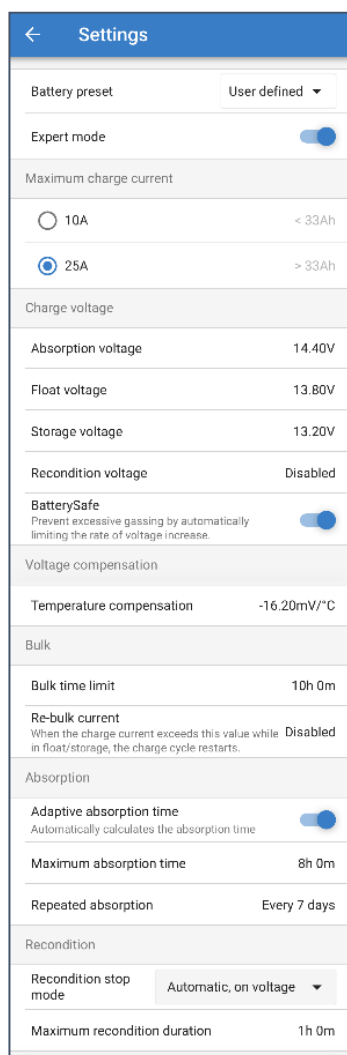 Settings
Battery preset User defined
Expert mode
Maximum charge current
10A < 33Ah
25A > 33Ah
Charge voltage
Absorption voltage 14.40V
Float voltage 13.80V
Storage voltage 13.20V
Recondition voltage Disabled
BatterySafe
Prevent excessive gassing by automatically
limiting the rate of voltage increase.
Voltage compensation
Temperature compensation -16.20mV/°C
Bulk
Bulk time limit 10h 0m
Re-bulk current
When the charge current exceeds this value while Disabled
in float/storage, the charge cycle restarts.
Absorption
Adaptive absorption time
Automatically calculates the absorption time
Maximum absorption time 8h 0m
Repeated absorption Every 7 days
Recondition
Recondition stop
mode Automatic, on voltage
Maximum recondition duration 1h 0m